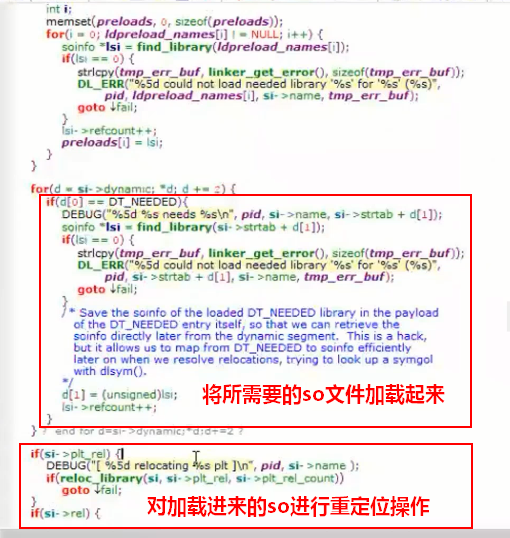 int i;
memset(preloads, 0, sizeof(preloads));
for(i = 0; ldpreload_names[i] != NULL; i++) {
soinfo *lsi = find_library(ldpreload_names[i]);
if(lsi == 0) {
strlcpy(tmp_err_buf, linker_get_error(), sizeof(tmp_err_buf));
DL_ERR("%5d could not load needed library '%s' for '%s' (%s)",
pid, ldpreload_names[i], si->name, tmp_err_buf);
goto ↓fail;
}
lsi->refcount++;
preloads[i] = lsi;
}
}
for(d = si->dynamic; *d; d += 2) {
if(d[0] == DT_NEEDED){
DEBUG("%5d %s needs %s\n", pid, si->name, si->strtab + d[1]);
soinfo *lsi = find_library(si->strtab + d[1]);
if(lsi == 0) {
strlcpy(tmp_err_buf, linker_get_error(), sizeof(tmp_err_buf));
DL_ERR("%5d could not load needed library '%s' for '%s' (%s)",
pid, si->strtab + d[1], si->name, tmp_err_buf);
goto ↓fail;
}
/* Save the soinfo of the loaded DT_NEEDED library in the payload
of the DT_NEEDED entry itself, so that we can retrieve the
soinfo directly later from the dynamic segment. This is a hack,
but it allows us to map from DT_NEEDED to soinfo efficiently
later on when we resolve relocations, trying to look up a symgol
with dlsym().
*/
d[1] = (unsigned)lsi;
lsi->refcount++;
将所需要的so文件加载起来
}
} ? end for d=si->dynamic;*d;d+=2 ?
if(si->plt_rel) {
DEBUG("[ %5d relocating %s plt ]\n", pid, si->name );
if(reloc_library(si, si->plt_rel, si->plt_rel_count))
goto ↓fail;
对加载进来的so进行重定位操作
}
if(si->rel) {